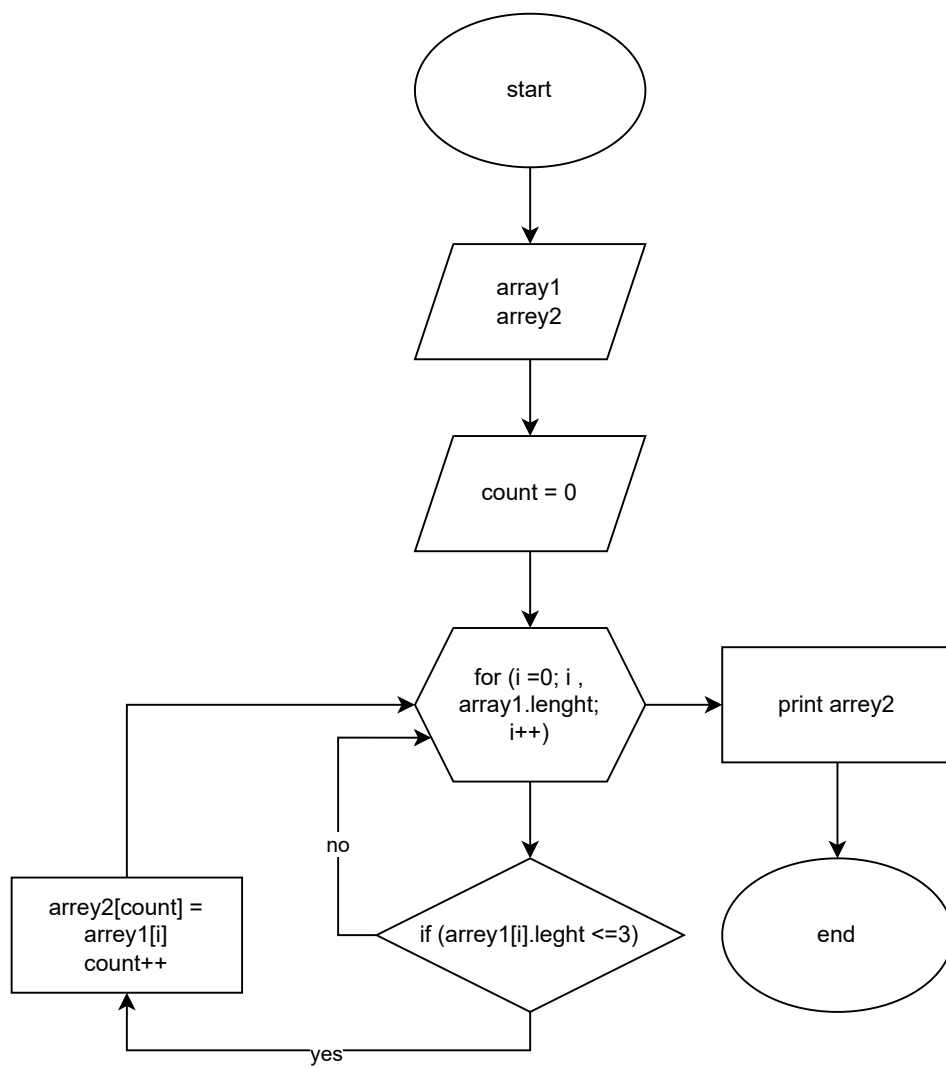 start
array1
arrey2
count = 0
for (i =0; i ,
array1.lenght;
i++)
print arrey2
no
arrey2[count] =
arrey1[i]
count++
if (arrey1[i].leght <=3)
end
yes